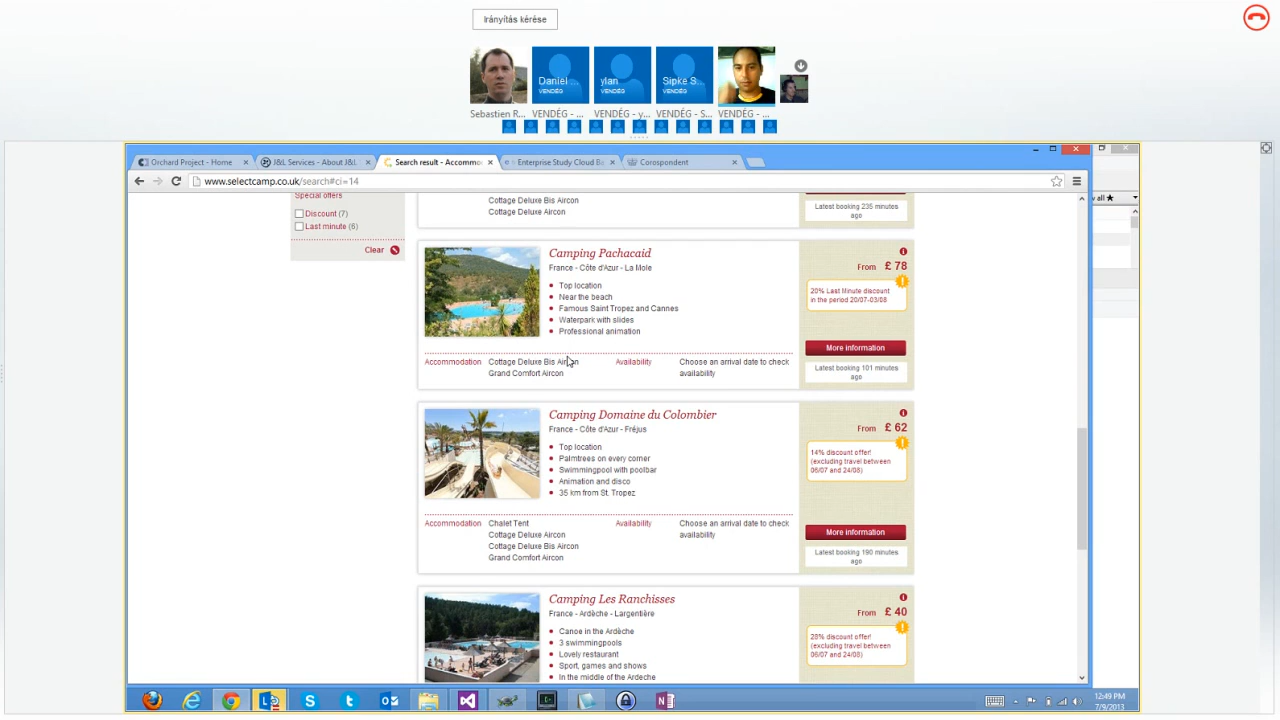 Irányítás kérése
Daniel ...
VENDÉG
ylan
VENDÉG
Sipke S...
VENDÉG
Sebastien R...
VENDÉG - ...
VENDÉG - y...
VENDÉG - S...
VENDÉG - ...
Orchard Project - Home
J&L Services - About J&L
Search result - Accommo
Enterprise Study Cloud Ba
Corospondent
www.selectcamp.co.uk/search#ci=14
Special offers
Discount (7)
Last minute (6)
Clear
Cottage Deluxe Bis Aircon
Cottage Deluxe Aircon
Latest booking 235 minutes
ago
Camping Pachacaid
France - Côte d'Azur - La Mole
Top location
Near the beach
Famous Saint Tropez and Cannes
Waterpark with slides
Professional animation
Accommodation
Cottage Deluxe Bis Aircon
Grand Comfort Aircon
Availability
Choose an arrival date to check
availability
From £ 78
20% Last Minute discount
in the period 20/07-03/08
More information
Latest booking 101 minutes
ago
Camping Domaine du Colombier
France - Côte d'Azur - Fréjus
Top location
Palmtrees on every corner
Swimmingpool with poolbar
Animation and disco
35 km from St. Tropez
Accommodation
Chalet Tent
Cottage Deluxe Aircon
Cottage Deluxe Bis Aircon
Grand Comfort Aircon
Availability
Choose an arrival date to check
availability
From £ 62
14% discount offer!
(excluding travel between
06/07 and 24/08)
More information
Latest booking 190 minutes
ago
Camping Les Ranchisses
France - Ardèche - Largentière
Canoe in the Ardèche
3 swimmingpools
Lovely restaurant
Sport, games and shows
In the middle of the Ardeche
From £ 40
28% discount offer!
(excluding travel between
06/07 and 24/08)
all
12:49 PM
7/9/2013